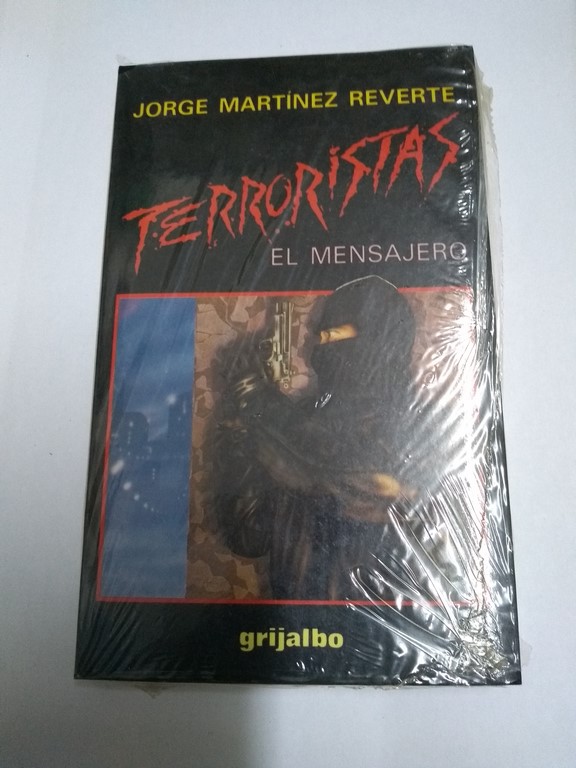 JORGE MARTÍNEZ REVERTE
TERRORISTAS
EL MENSAJERO
grijalbo